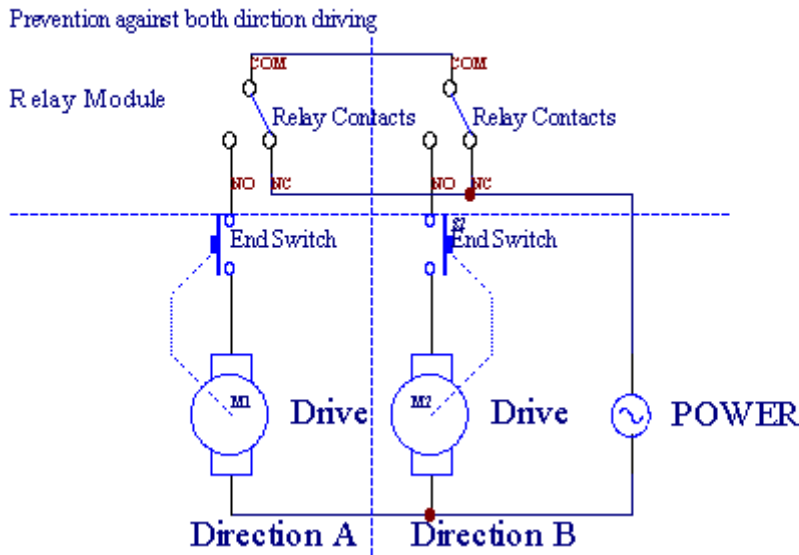 Prevention against both dirction driving
COM
COM
Relay Module
Relay Contacts
Relay Contacts
NO
NC
NO
NC
End Switch
S2
End Switch
M1
Drive
M2
Drive
POWER
Direction A
Direction B